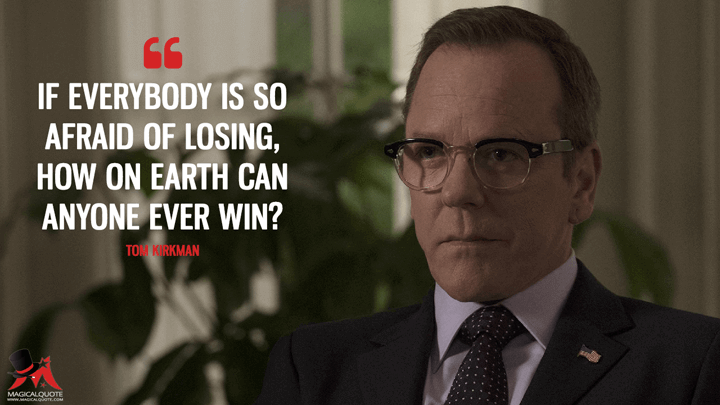 “
IF EVERYBODY IS SO
AFRAID OF LOSING,
HOW ON EARTH CAN
ANYONE EVER WIN?
TOM KIRKMAN
MAGICALQUOTE
WWW.MAGICALQUOTE.COM